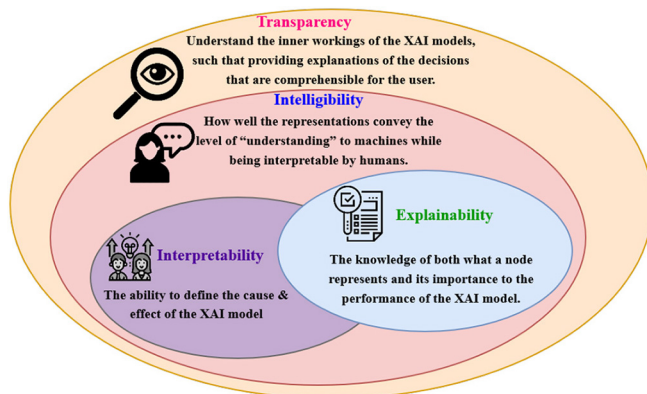 Transparency
Understand the inner workings of the XAI models,
such that providing explanations of the decisions
that are comprehensible for the user.
Intelligibility
How well the representations convey the
level of “understanding” to machines while
being interpretable by humans.
Interpretability
The ability to define the cause &
effect of the XAI model
Explainability
The knowledge of both what a node
represents and its importance to the
performance of the XAI model.